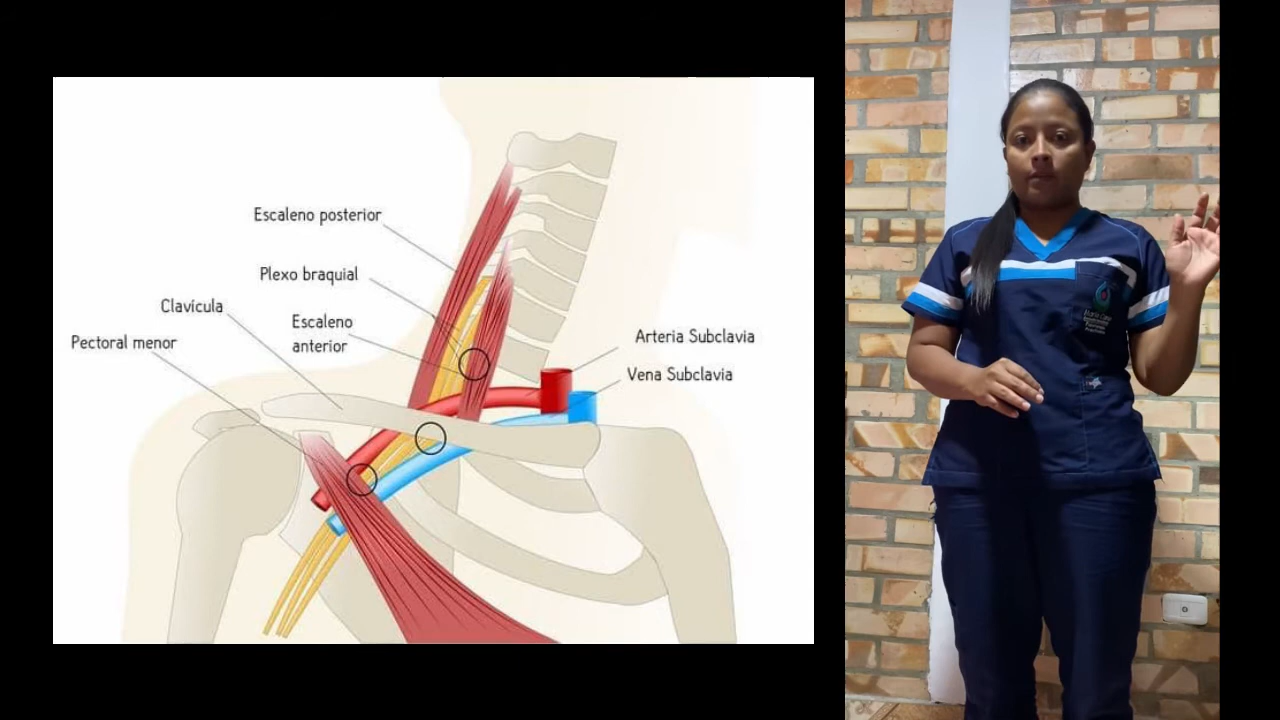 Escaleno posterior
Plexo braquial
Clavícula
Escaleno
anterior
Pectoral menor
Arteria Subclavia
Vena Subclavia